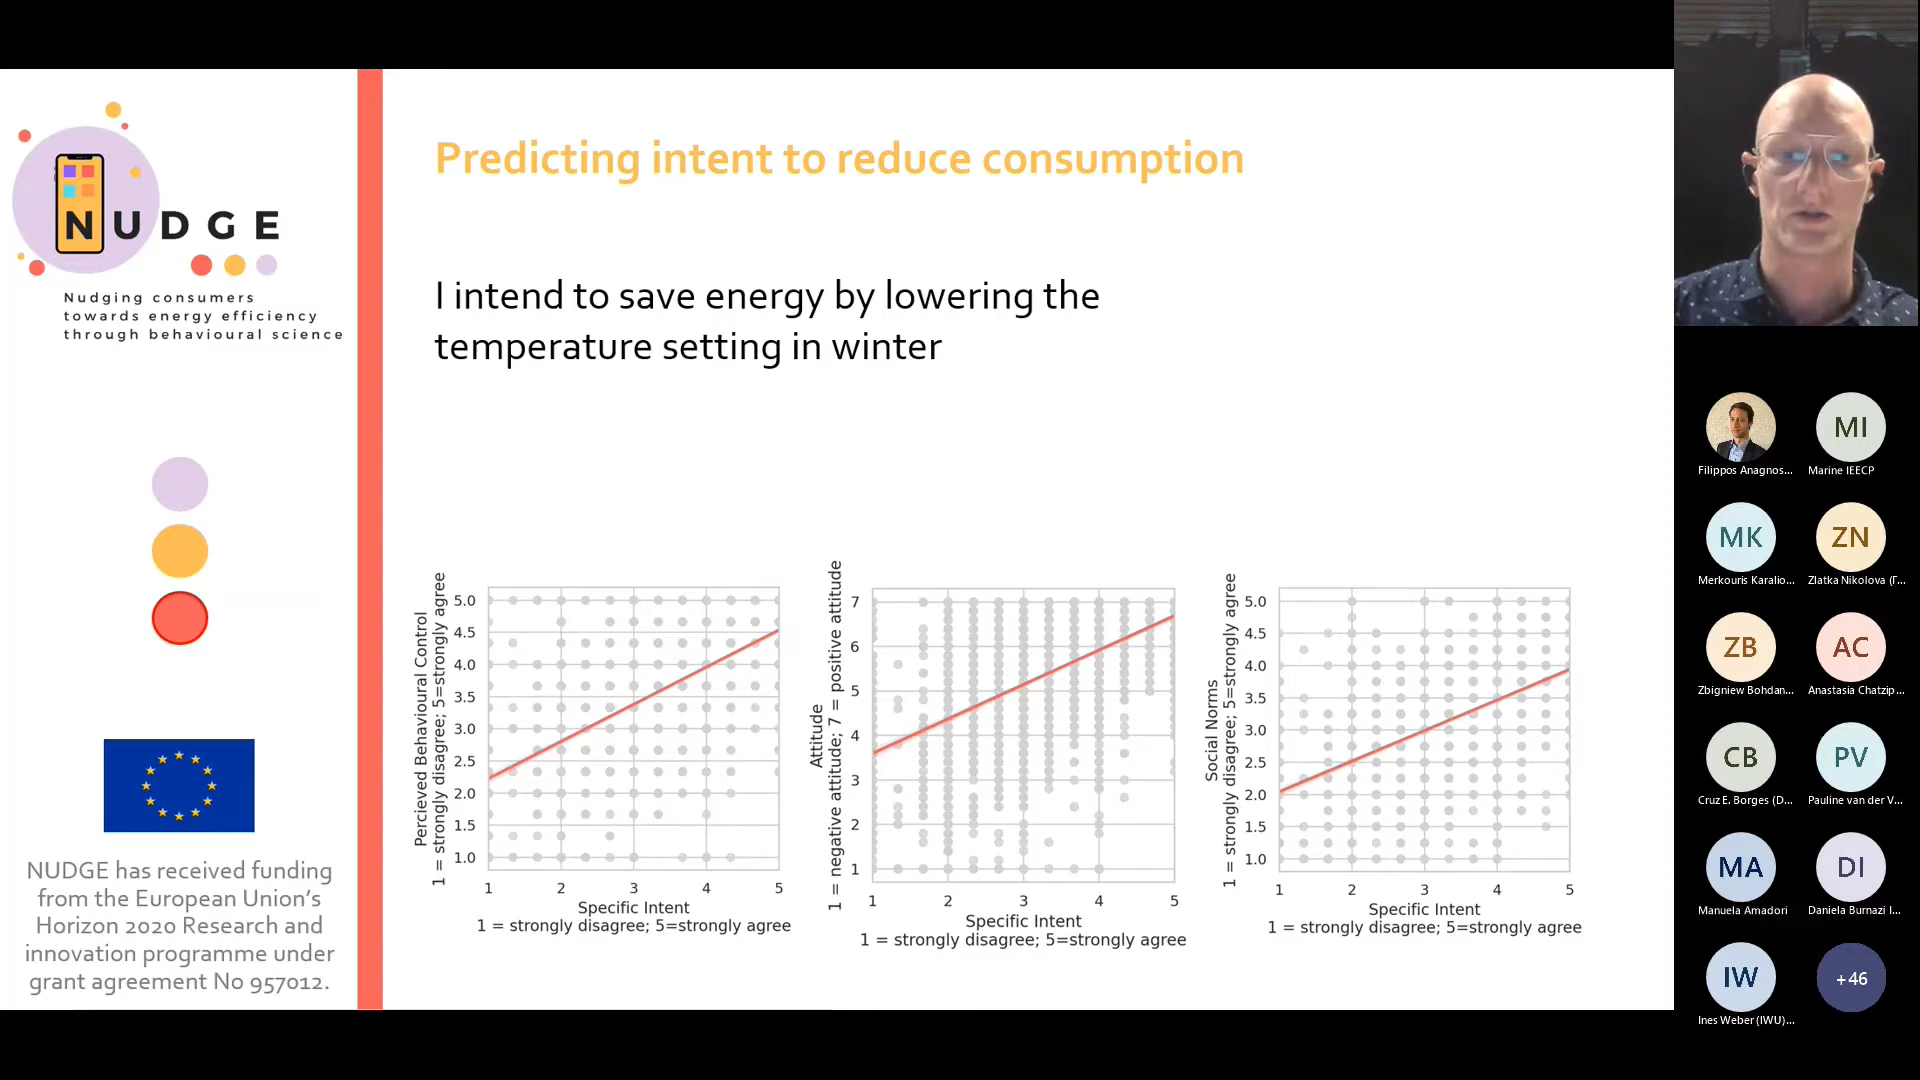 NUDGE
Nudging consumers
towards energy efficiency
through behavioural science
NUDGE has received funding
from the European Union's
Horizon 2020 Research and
innovation programme under
grant agreement No 957012.
Predicting intent to reduce consumption
I intend to save energy by lowering the
temperature setting in winter
Percieved Behavioural Control
1 = strongly disagree; 5=strongly agree
5.0
4.5
4.0
3.5
3.0
2.5
2.0
1.5
1.0
1 2 3 4 5
Specific Intent
1 = strongly disagree; 5=strongly agree
Attitude
1 = negative attitude; 7 = positive attitude
7
6
5
4
3
2
1
1 2 3 4 5
Specific Intent
1 = strongly disagree; 5=strongly agree
Social Norms
1 = strongly disagree; 5=strongly agree
5.0
4.5
4.0
3.5
3.0
2.5
2.0
1.5
1.0
1 2 3 4 5
Specific Intent
1 = strongly disagree; 5=strongly agree
Filippos Anagnos...
MI
Marine IEECP
MK
Merkouris Karalio...
ZN
Zlatka Nikolova (Г...
ZB
Zbigniew Bohdan...
AC
Anastasia Chatzip...
CB
Cruz E. Borges (D...
PV
Pauline van der V...
MA
Manuela Amadori
DI
Daniela Burnazi I...
IW
Ines Weber (IWU)...
+46